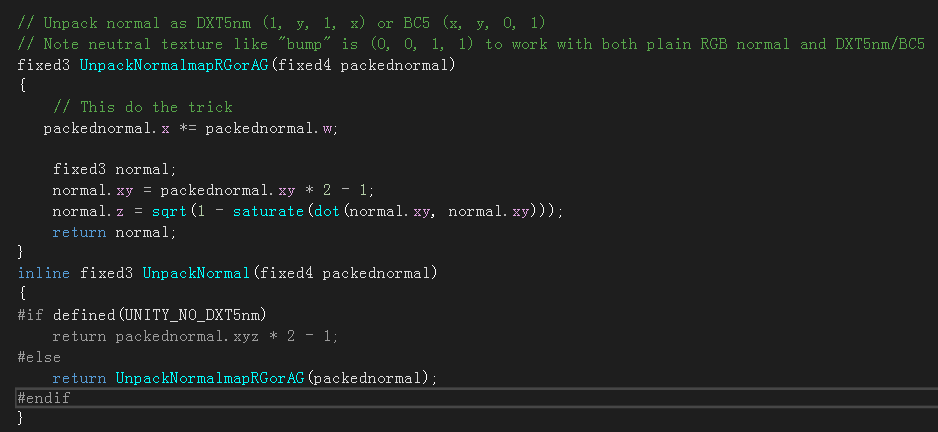 // Unpack normal as DXT5nm (1, y, 1, x) or BC5 (x, y, 0, 1)
// Note neutral texture like "bump" is (0, 0, 1, 1) to work with both plain RGB normal and DXT5nm/BC5
fixed3 UnpackNormalmapRGorAG(fixed4 packednormal)
{
    // This do the trick
   packednormal.x *= packednormal.w;

    fixed3 normal;
    normal.xy = packednormal.xy * 2 - 1;
    normal.z = sqrt(1 - saturate(dot(normal.xy, normal.xy)));
    return normal;
}
inline fixed3 UnpackNormal(fixed4 packednormal)
{
#if defined(UNITY_NO_DXT5nm)
    return packednormal.xyz * 2 - 1;
#else
    return UnpackNormalmapRGorAG(packednormal);
#endif
}